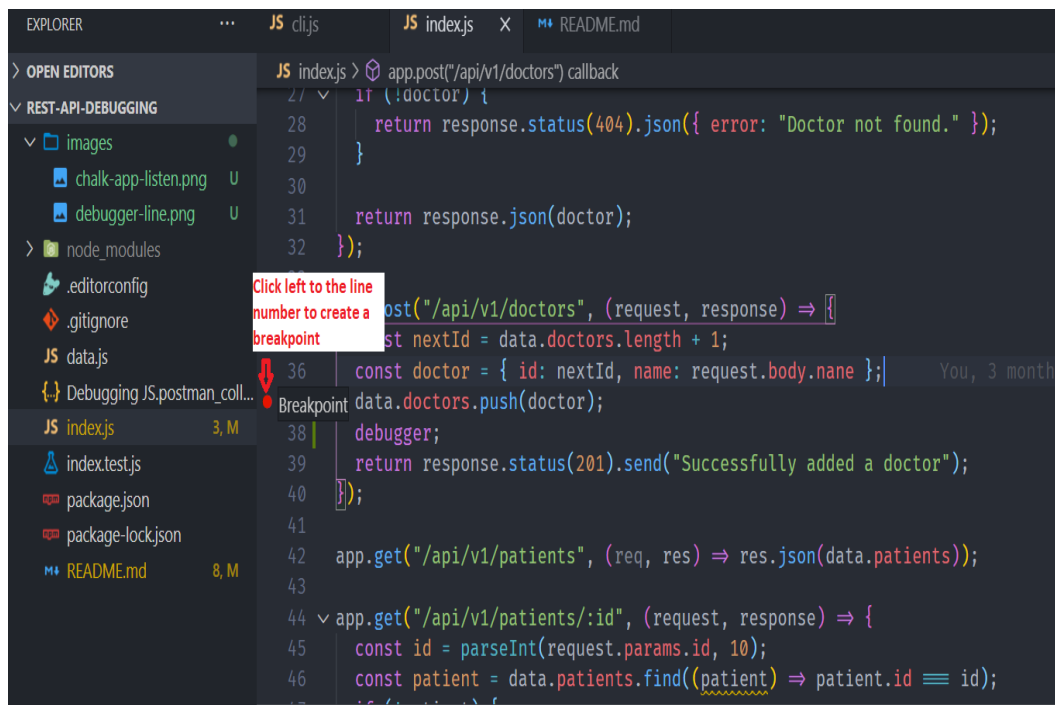 EXPLORER ...
JS cli.js
JS index.js X
M↓ README.md
> OPEN EDITORS
JS index.js > app.post("/api/v1/doctors") callback
REST-API-DEBUGGING
images
chalk-app-listen.png U
debugger-line.png U
> node_modules
.editorconfig
.gitignore
JS data.js
{..} Debugging JS.postman_coll...
JS index.js 3, M
index.test.js
package.json
package-lock.json
M↓ README.md 8, M
27 if (!doctor) {
28 return response.status(404).json({ error: "Doctor not found." });
29 }
30
31 return response.json(doctor);
32 });
Click left to the line
number to create a
breakpoint
ost("/api/v1/doctors", (request, response) ⇒ {
st nextId = data.doctors.length + 1;
36 const doctor = { id: nextId, name: request.body.nane }; You, 3 month
Breakpoint data.doctors.push(doctor);
38 debugger;
39 return response.status(201).send("Successfully added a doctor");
40 });
41
42 app.get("/api/v1/patients", (req, res) ⇒ res.json(data.patients));
43
44 app.get("/api/v1/patients/:id", (request, response) ⇒ {
45 const id = parseInt(request.params.id, 10);
46 const patient = data.patients.find((patient) ⇒ patient.id ≡ id);